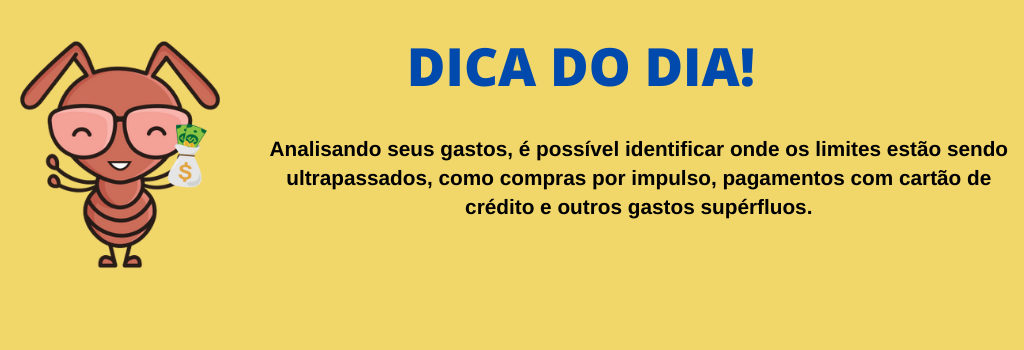 DICA DO DIA!
Analisando seus gastos, é possível identificar onde os limites estão sendo
ultrapassados, como compras por impulso, pagamentos com cartão de
crédito e outros gastos supérfluos.
$